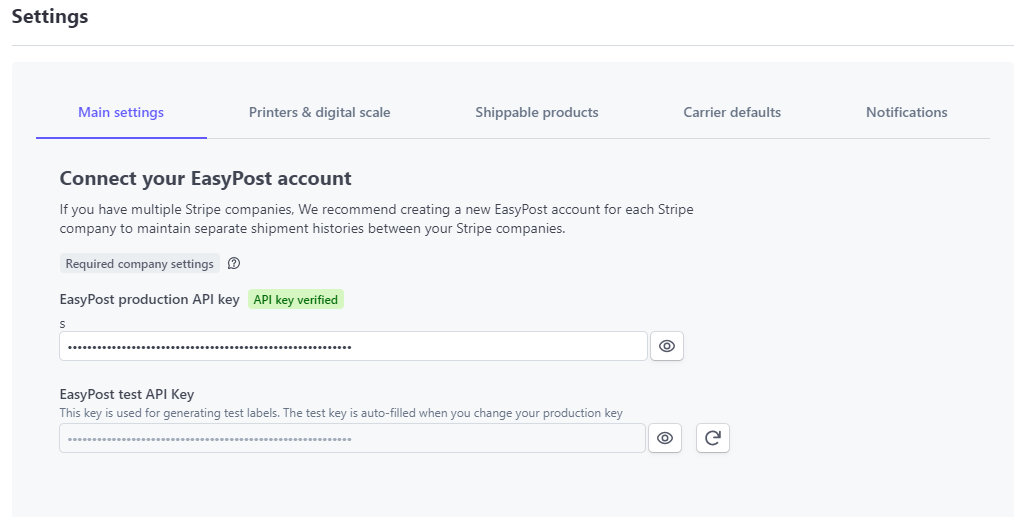 Settings
Main settings
Printers & digital scale
Shippable products
Carrier defaults
Notifications
Connect your EasyPost account
If you have multiple Stripe companies, We recommend creating a new EasyPost account for each Stripe
company to maintain separate shipment histories between your Stripe companies.
Required company settings
EasyPost production API key
API key verified
s
EasyPost test API Key
This key is used for generating test labels. The test key is auto-filled when you change your production key